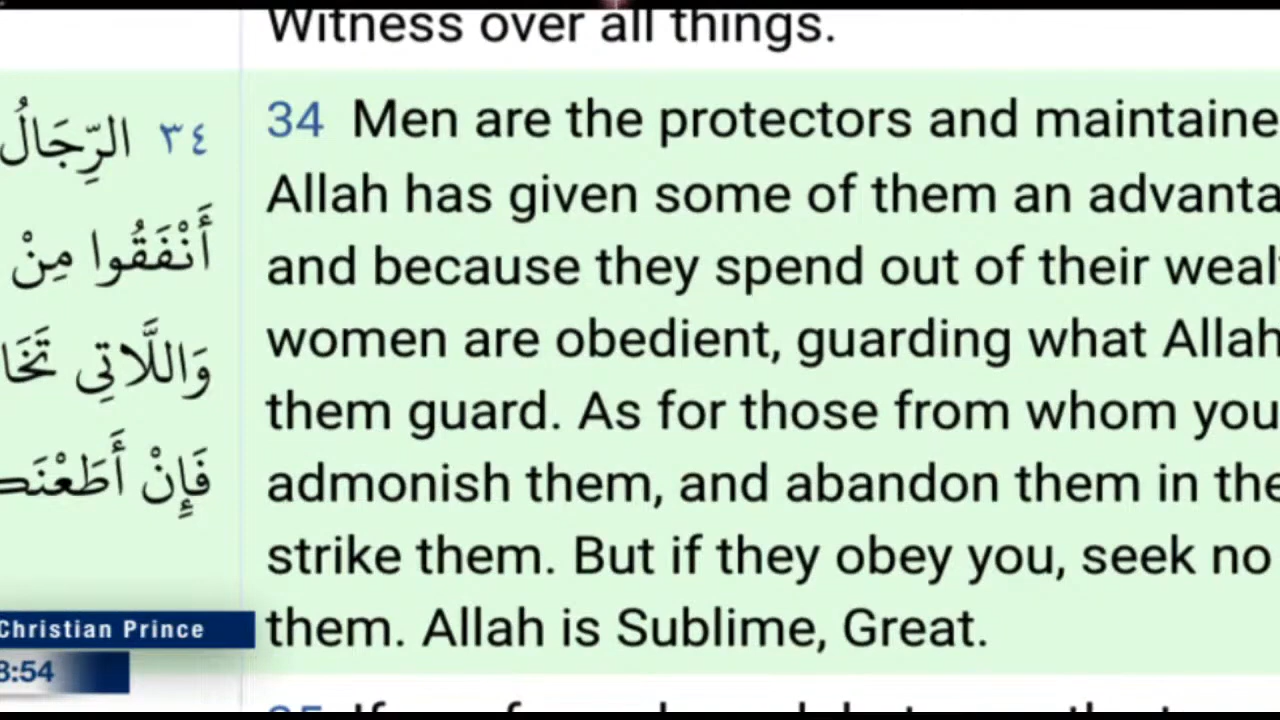 Witness over all things.
٣٤ الرِّجَالُ
34 Men are the protectors and maintaine
Allah has given some of them an advanta
أَنْفَقُوا مِنْ
and because they spend out of their weal
women are obedient, guarding what Allah
وَاللَّاتِي تَخَا
them guard. As for those from whom you
admonish them, and abandon them in the
فَإِنْ أَطَعْنَك
strike them. But if they obey you, seek no
them. Allah is Sublime, Great.
Christian Prince
8:54